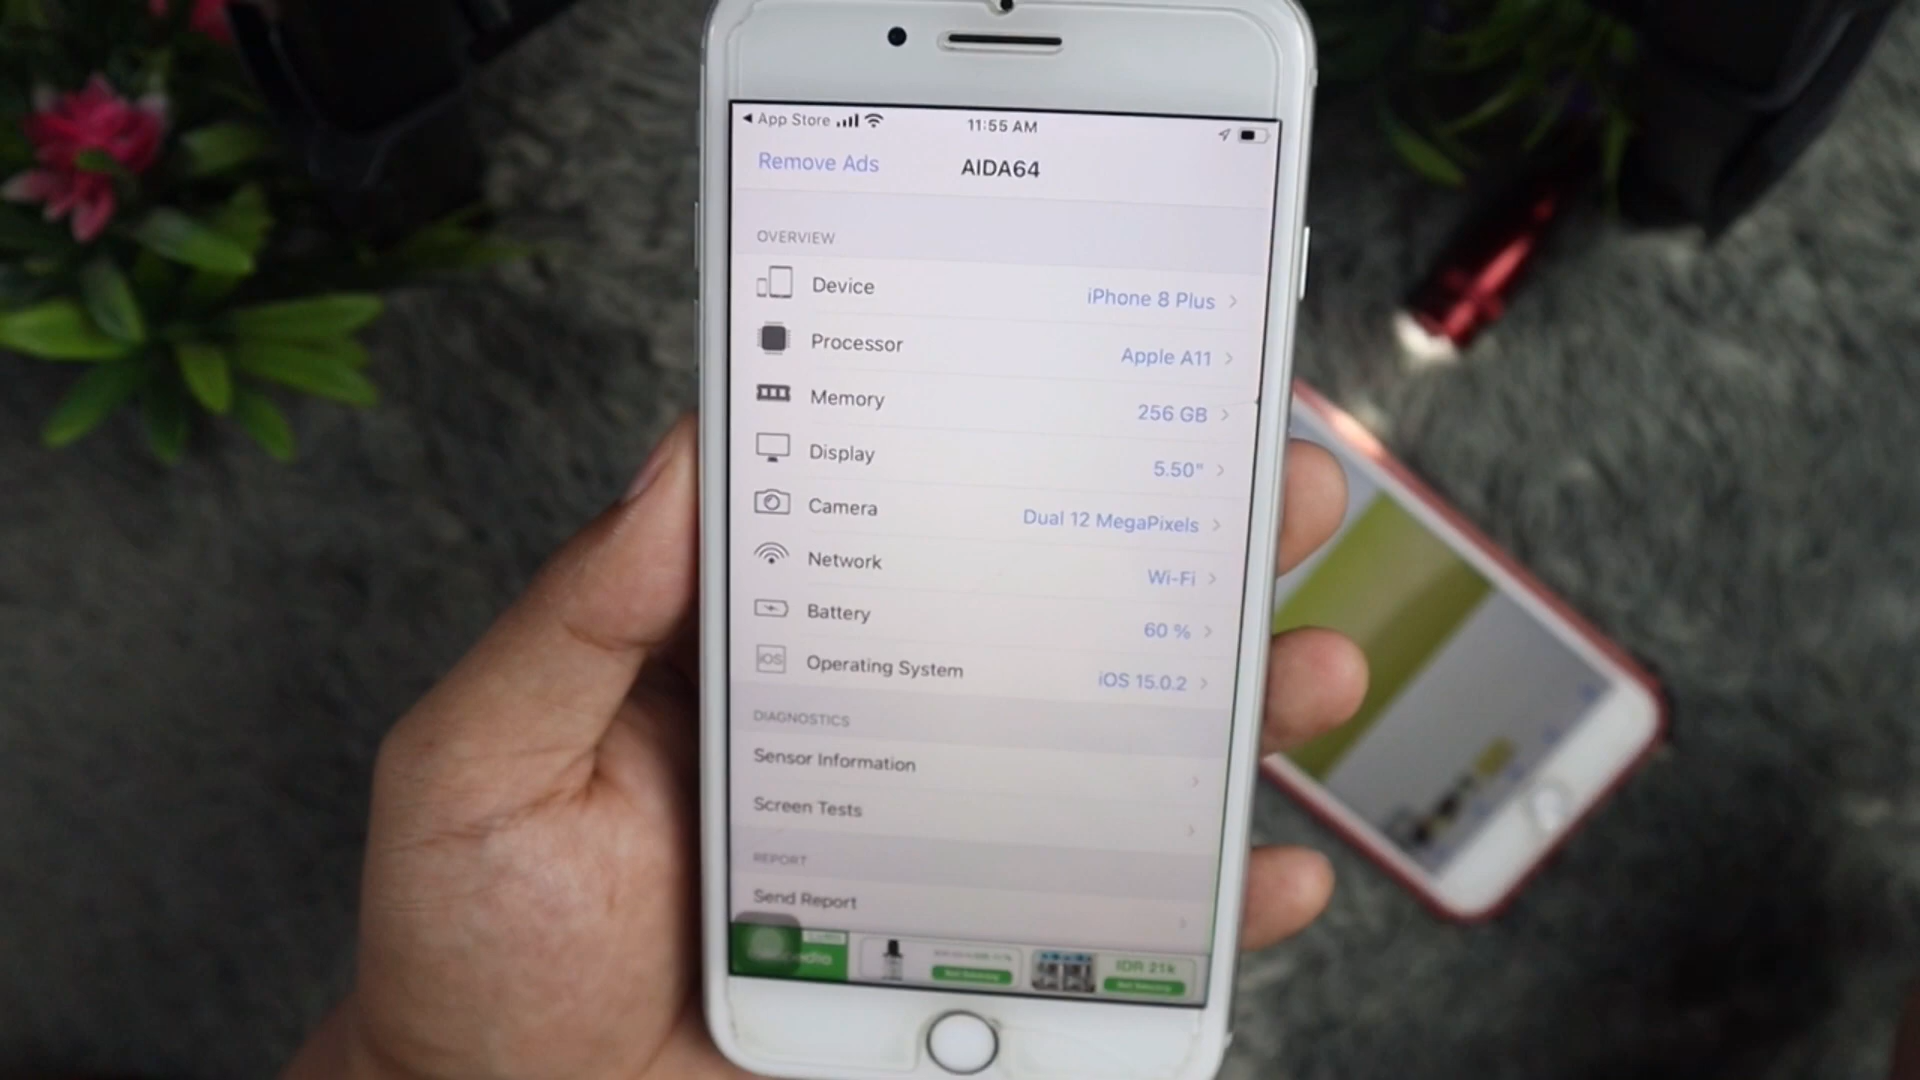 App Store
11:55 AM
Remove Ads
AIDA64
OVERVIEW
Device
iPhone 8 Plus
Processor
Apple A11
Memory
256 GB
Display
5.50"
Camera
Dual 12 MegaPixels
Network
Wi-Fi
Battery
60 %
iOS
Operating System
iOS 15.0.2
DIAGNOSTICS
Sensor Information
Screen Tests
REPORT
Send Report
IDR 21k